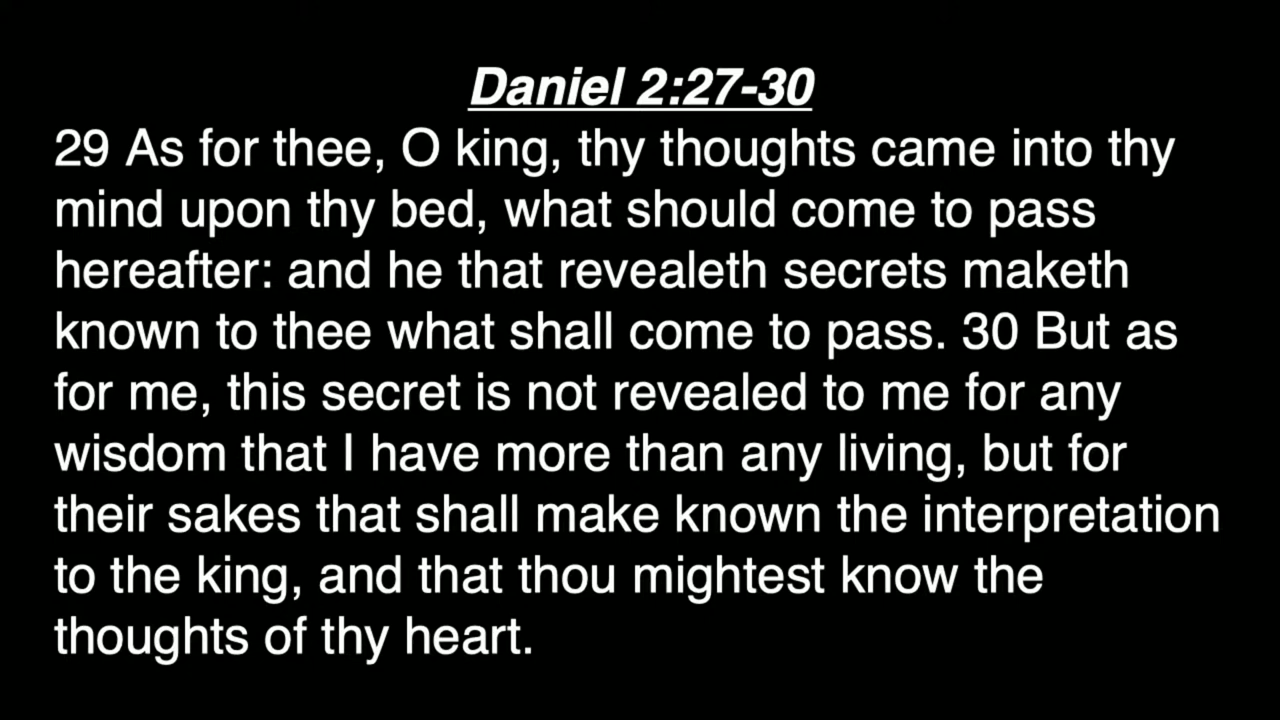 Daniel 2:27-30
29 As for thee, O king, thy thoughts came into thy
mind upon thy bed, what should come to pass
hereafter: and he that revealeth secrets maketh
known to thee what shall come to pass. 30 But as
for me, this secret is not revealed to me for any
wisdom that I have more than any living, but for
their sakes that shall make known the interpretation
to the king, and that thou mightest know the
thoughts of thy heart.